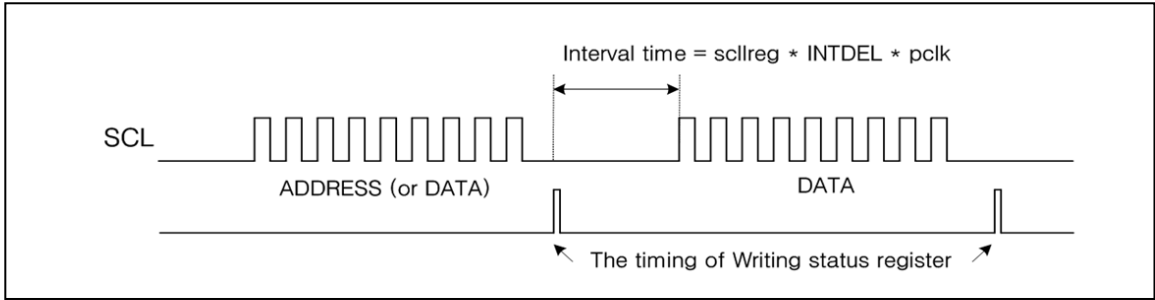 Interval time = scllreg * INTDEL * pclk
SCL
ADDRESS (or DATA)
DATA
The timing of Writing status register